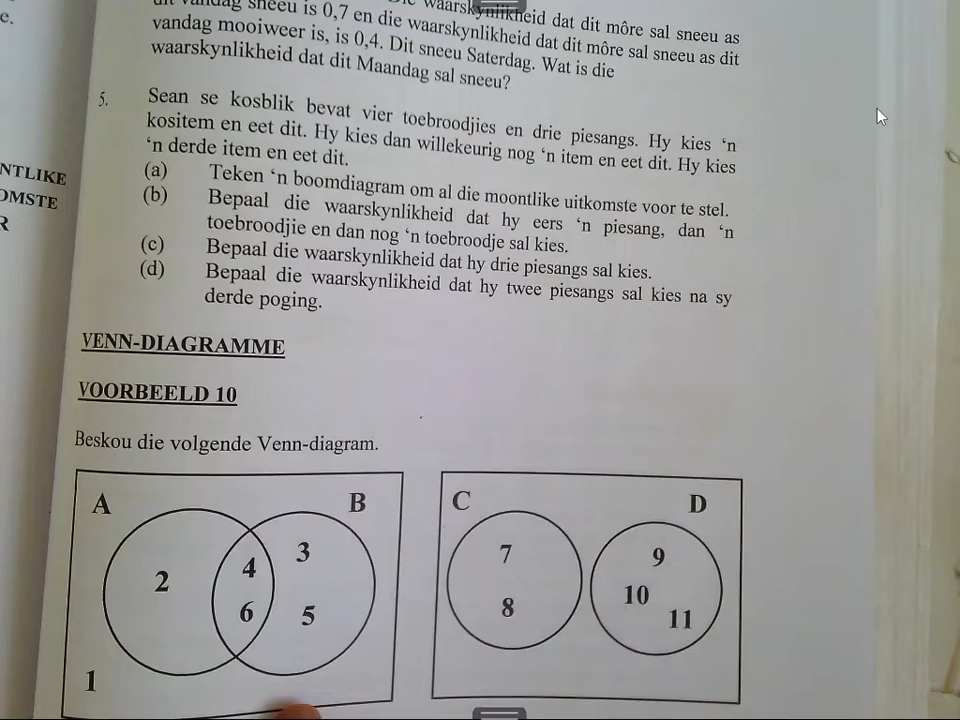 e.
dit vandag sneeu is 0,7 en die waarskynlikheid dat dit môre sal sneeu as
waarskynlikheid dat dit môre sal sneeu as dit
vandag mooiweer is, is 0,4. Dit sneeu Saterdag. Wat is die
waarskynlikheid dat dit Maandag sal sneeu?
5. Sean se kosblik bevat vier toebroodjies en drie piesangs. Hy kies 'n
kositem en eet dit. Hy kies dan willekeurig nog 'n item en eet dit. Hy kies
'n derde item en eet dit.
(a) Teken 'n boomdiagram om al die moontlike uitkomste voor te stel.
(b) Bepaal die waarskynlikheid dat hy eers 'n piesang, dan 'n
toebroodjie en dan nog 'n toebroodje sal kies.
(c) Bepaal die waarskynlikheid dat hy drie piesangs sal kies.
(d) Bepaal die waarskynlikheid dat hy twee piesangs sal kies na sy
derde poging.
NTLIKE
OMSTE
R
VENN-DIAGRAMME
VOORBEELD 10
Beskou die volgende Venn-diagram.
A B
2 4 3
6 5
1
C D
7 9
8 10
11